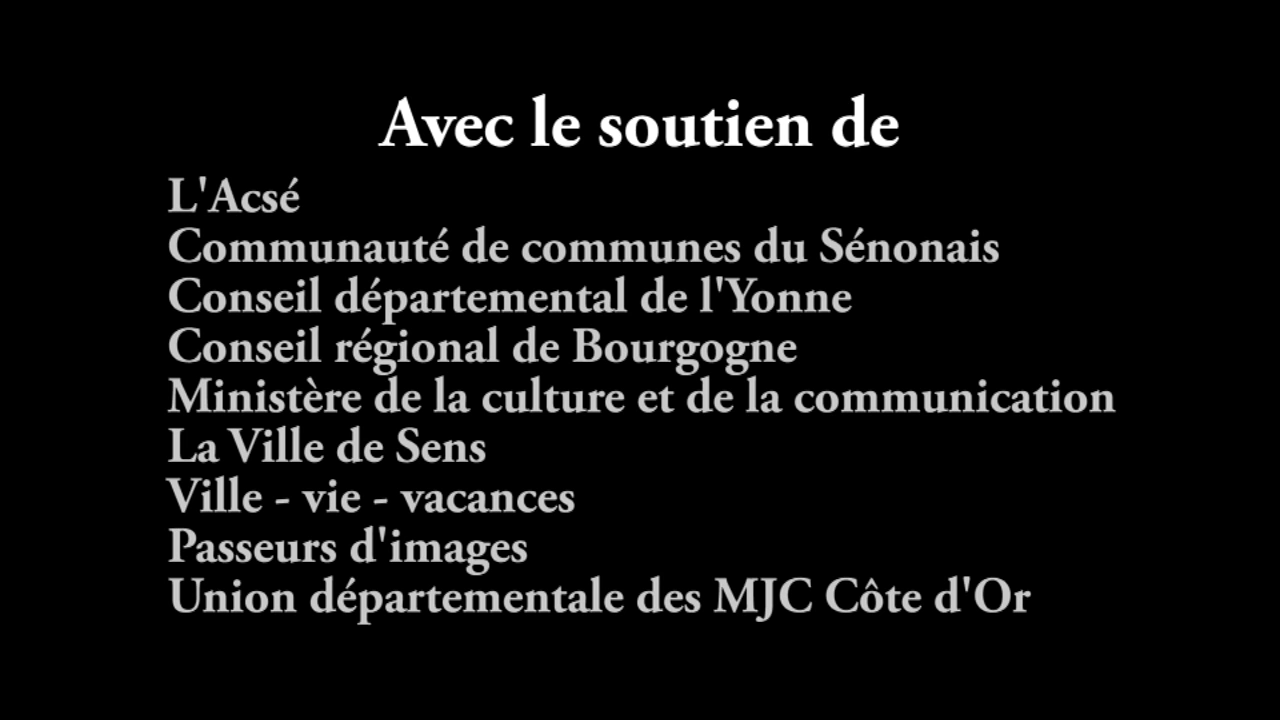 Avec le soutien de
L'Acsé
Communauté de communes du Sénonais
Conseil départemental de l'Yonne
Conseil régional de Bourgogne
Ministère de la culture et de la communication
La Ville de Sens
Ville - vie - vacances
Passeurs d'images
Union départementale des MJC Côte d'Or